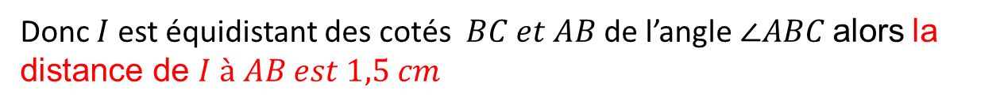 Donc I est équidistant des cotés BC et AB de l’angle ∠ABC alors la
distance de I à AB est 1,5 cm